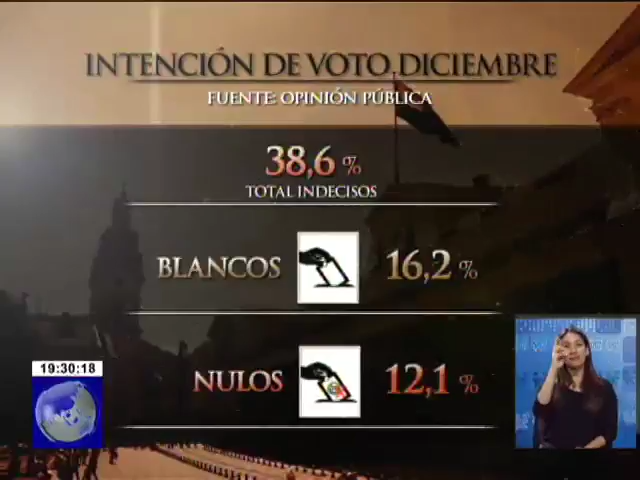 INTENCIÓN DE VOTO DICIEMBRE
FUENTE: OPINIÓN PÚBLICA
38,6 %
TOTAL INDECISOS
BLANCOS 16,2 %
NULOS 12,1 %
19:30:18